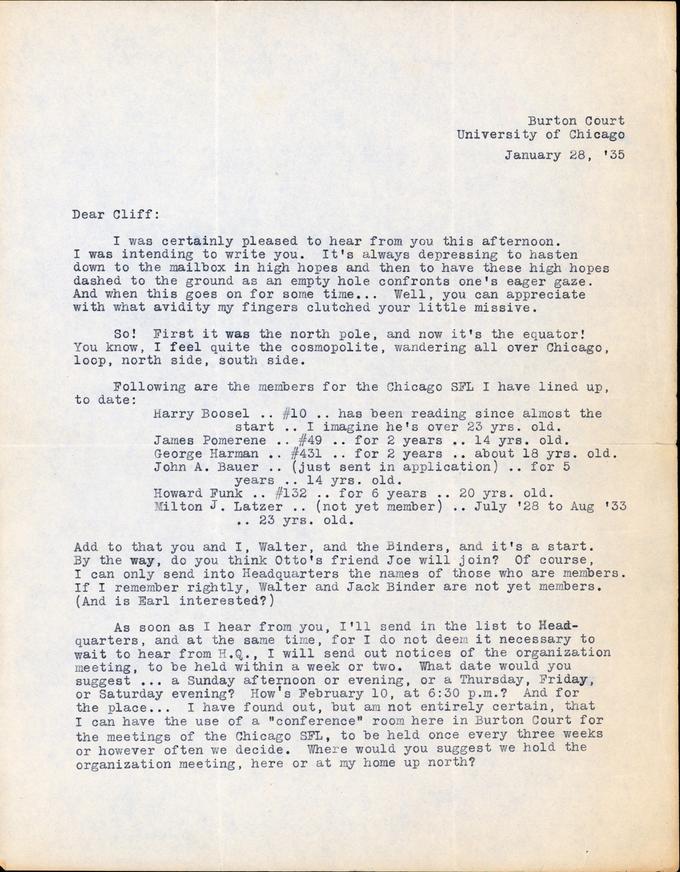 Burton Court
University of Chicago
January 28, '35
Dear Cliff:
I was certainly pleased to hear from you this afternoon.
I was intending to write you. It's always depressing to hasten
down to the mailbox in high hopes and then to have these high hopes
dashed to the ground as an empty hole confronts one's eager gaze.
And when this goes on for some time... Well, you can appreciate
with what avidity my fingers clutched your little missive.
So! First it was the north pole, and now it's the equator!
You know, I feel quite the cosmopolite, wandering all over Chicago,
loop, north side, south side.
Following are the members for the Chicago SFL I have lined up,
to date:
Harry Boosel .. #10 .. has been reading since almost the
start .. I imagine he's over 23 yrs. old.
James Pomerene .. #49 .. for 2 years .. 14 yrs. old.
George Harman .. #431 .. for 2 years .. about 18 yrs. old.
John A. Bauer .. (just sent in application) .. for 5
years .. 14 yrs. old.
Howard Funk .. #132 .. for 6 years .. 20 yrs. old.
Milton J. Latzer .. (not yet member) .. July '28 to Aug '33
.. 23 yrs. old.
Add to that you and I, Walter, and the Binders, and it's a start.
By the way, do you think Otto's friend Joe will join? Of course,
I can only send into Headquarters the names of those who are members.
If I remember rightly, Walter and Jack Binder are not yet members.
(And is Earl interested?)
As soon as I hear from you, I'll send in the list to Head-
quarters, and at the same time, for I do not deem it necessary to
wait to hear from H.Q., I will send out notices of the organization
meeting, to be held within a week or two. What date would you
suggest ... a Sunday afternoon or evening, or a Thursday, Friday,
or Saturday evening? How's February 10, at 6:30 p.m.? And for
the place... I have found out, but am not entirely certain, that
I can have the use of a "conference" room here in Burton Court for
the meetings of the Chicago SFL, to be held once every three weeks
or however often we decide. Where would you suggest we hold the
organization meeting, here or at my home up north?